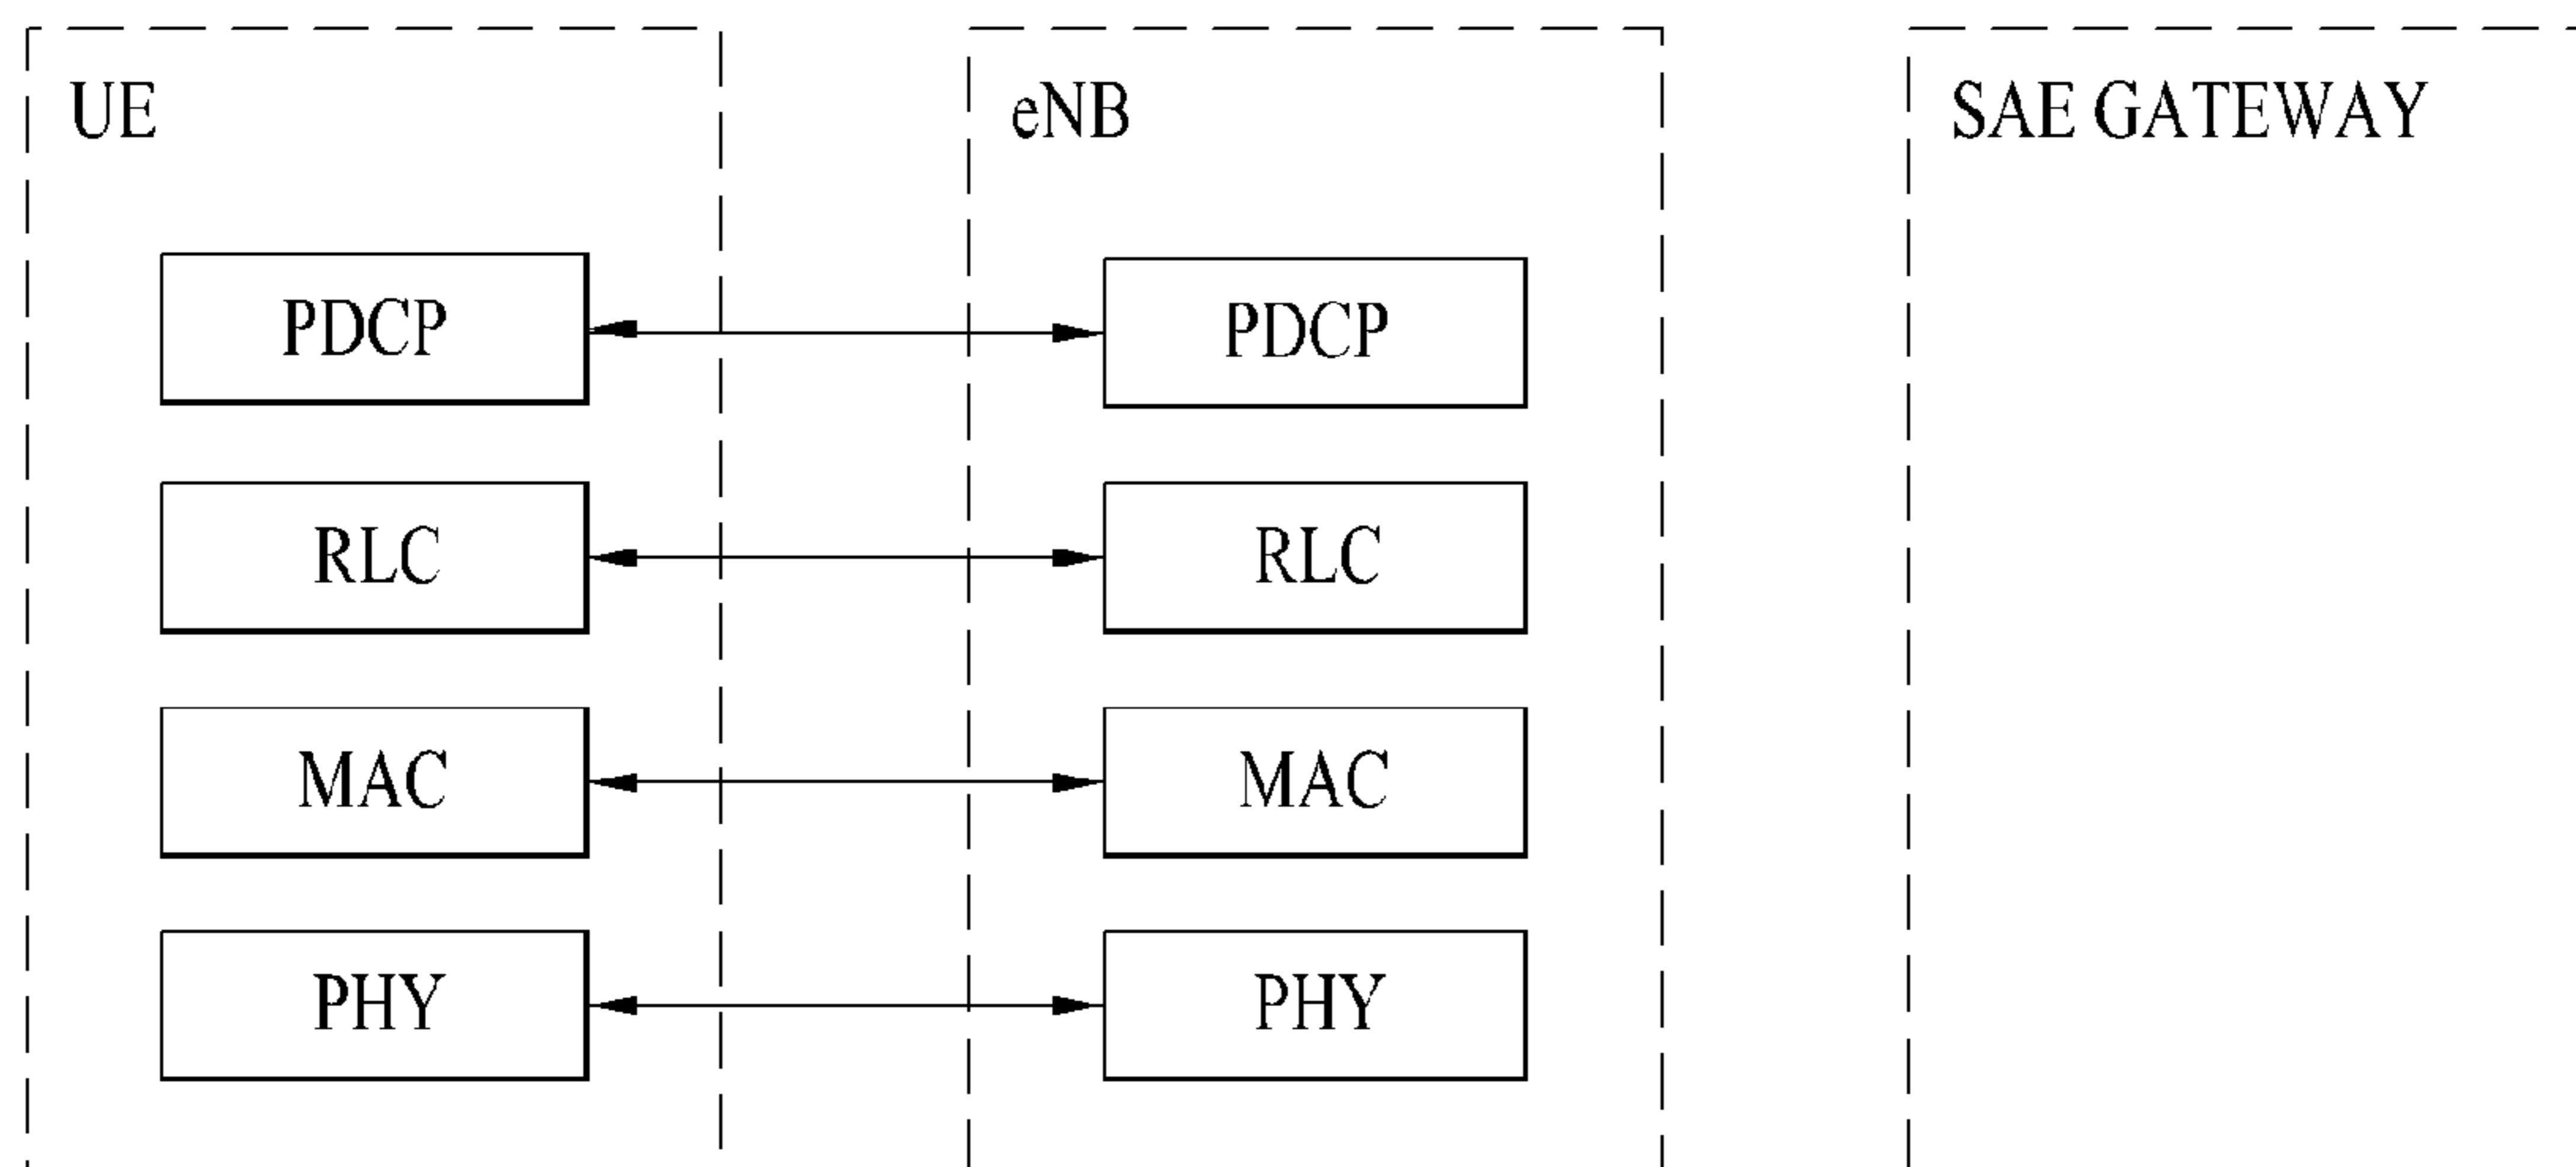 UE
eNB
SAE GATEWAY
PDCP
PDCP
RLC
RLC
MAC
MAC
PHY
PHY